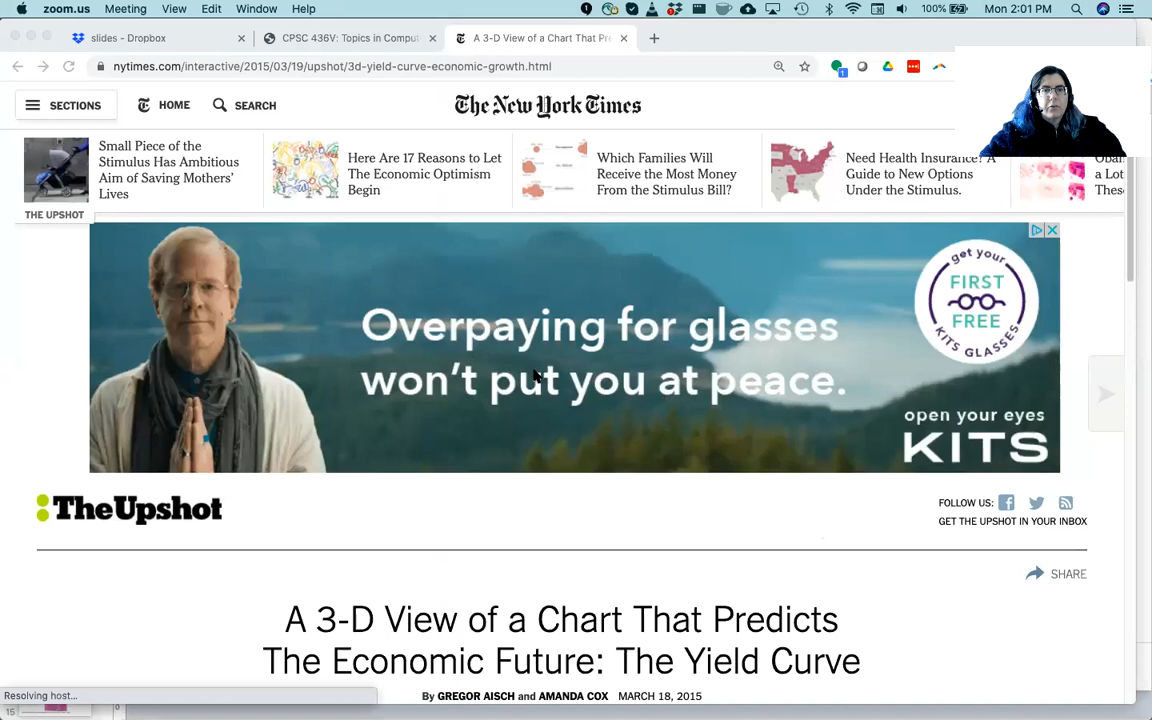 zoom.us Meeting View Edit Window Help
100% Mon 2:01 PM
slides - Dropbox
CPSC 436V: Topics in Comput
A 3-D View of a Chart That Pre
nytimes.com/interactive/2015/03/19/upshot/3d-yield-curve-economic-growth.html
SECTIONS HOME SEARCH
The New York Times
Small Piece of the
Stimulus Has Ambitious
Aim of Saving Mothers'
Lives
Here Are 17 Reasons to Let
The Economic Optimism
Begin
Which Families Will
Receive the Most Money
From the Stimulus Bill?
Need Health Insurance? A
Guide to New Options
Under the Stimulus.
a Lot
These
THE UPSHOT
Overpaying for glasses
won't put you at peace.
get your
FIRST
FREE
KITS GLASSES
open your eyes
KITS
TheUpshot
FOLLOW US:
GET THE UPSHOT IN YOUR INBOX
SHARE
A 3-D View of a Chart That Predicts
The Economic Future: The Yield Curve
By GREGOR AISCH and AMANDA COX MARCH 18, 2015
Resolving host...
15